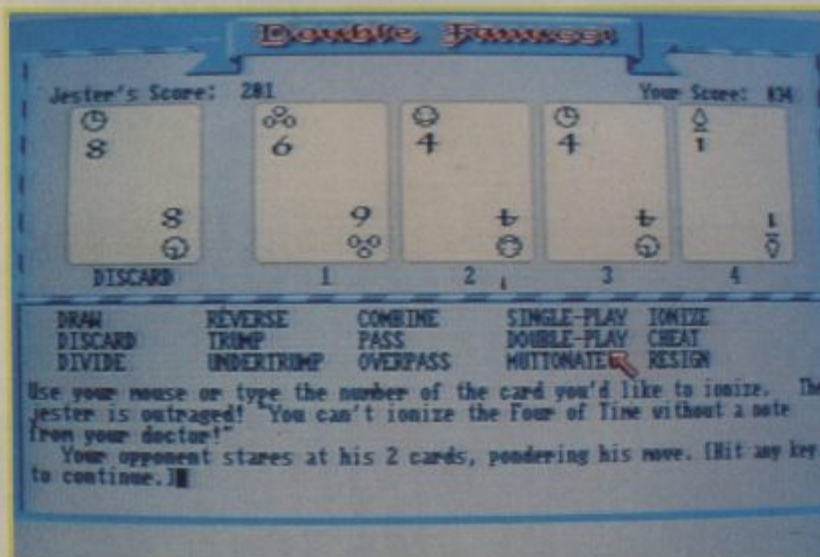 Double Fanucci
Jester's Score: 281 Your Score: 834
8 6 4 4 1
8 6 4 4 1
DISCARD 1 2 3 4
DRAW REVERSE COMBINE SINGLE-PLAY IONIZE
DISCARD TRUMP PASS DOUBLE-PLAY CHEAT
DIVIDE UNDERTRUMP OVERPASS MUTTONATE RESIGN
Use your mouse or type the number of the card you'd like to ionize. The
jester is outraged! "You can't ionize the Four of Time without a note
from your doctor!"
Your opponent stares at his 2 cards, pondering his move. [Hit any key
to continue.]